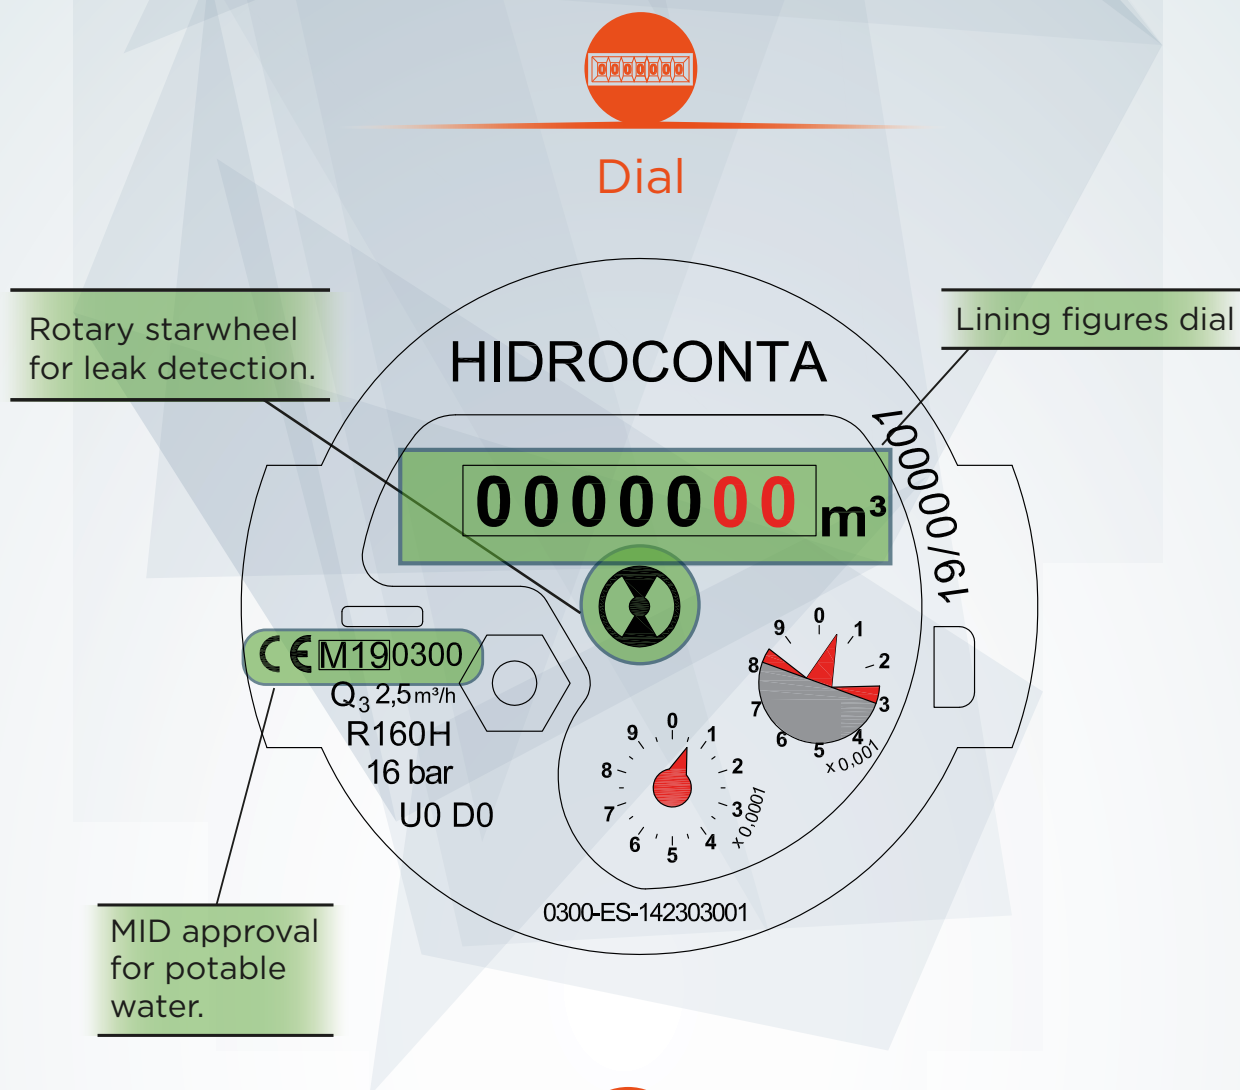 0000000
Dial
Rotary starwheel
for leak detection.
Lining figures dial
HIDROCONTA
19/000001
0000000 m³
CE M19 0300
Q3 2,5 m³/h
R160H
16 bar
U0 D0
0 1 2 3 4 5 6 7 8 9
x 0,001
0 1 2 3 4 5 6 7 8 9
x 0,0001
0300-ES-142303001
MID approval
for potable
water.